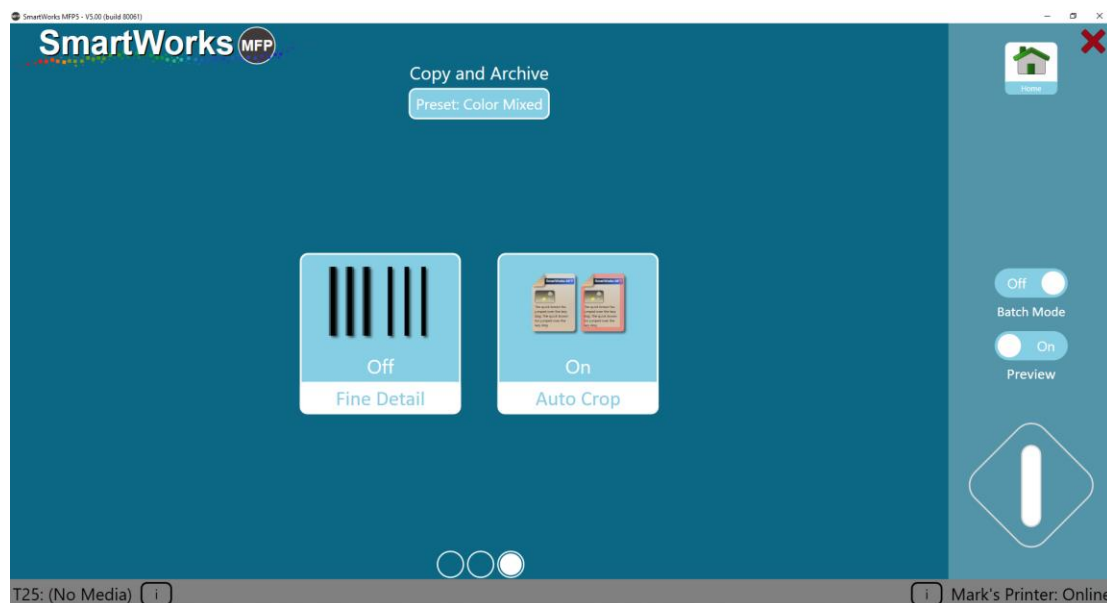 SmartWorks MFP5 - V5.00 (build 80061)
SmartWorks MFP
Copy and Archive
Preset: Color Mixed
Home
Off
Batch Mode
On
Preview
Off
Fine Detail
On
Auto Crop
T25: (No Media) i
i Mark's Printer: Online